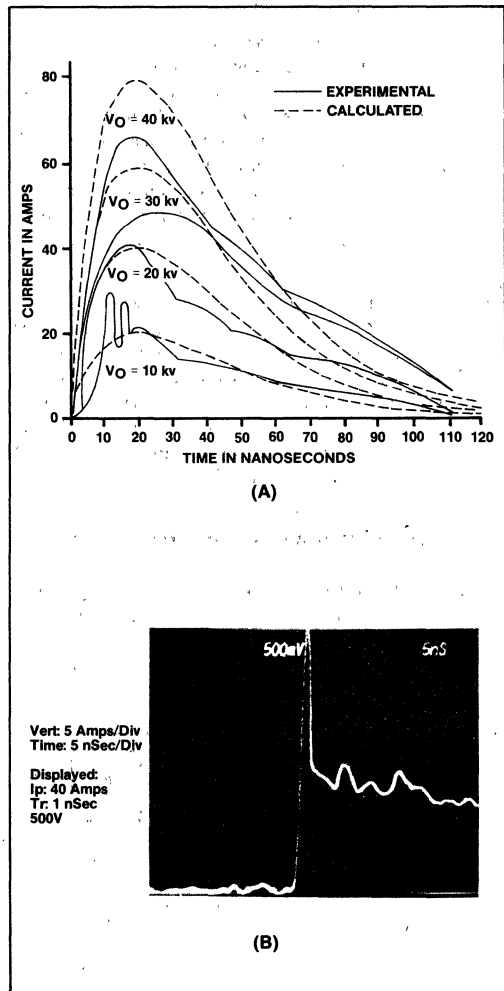 80
60
40
20
0
CURRENT IN AMPS
EXPERIMENTAL
CALCULATED
VO = 40 kv
VO = 30 kv
VO = 20 kv
VO = 10 kv
0 10 20 30 40 50 60 70 80 90 100 110 120
TIME IN NANOSECONDS
(A)
500mV 5nS
Vert: 5 Amps/Div
Time: 5 nSec/Div
Displayed:
Ip: 40 Amps
Tr: 1 nSec
500V
(B)